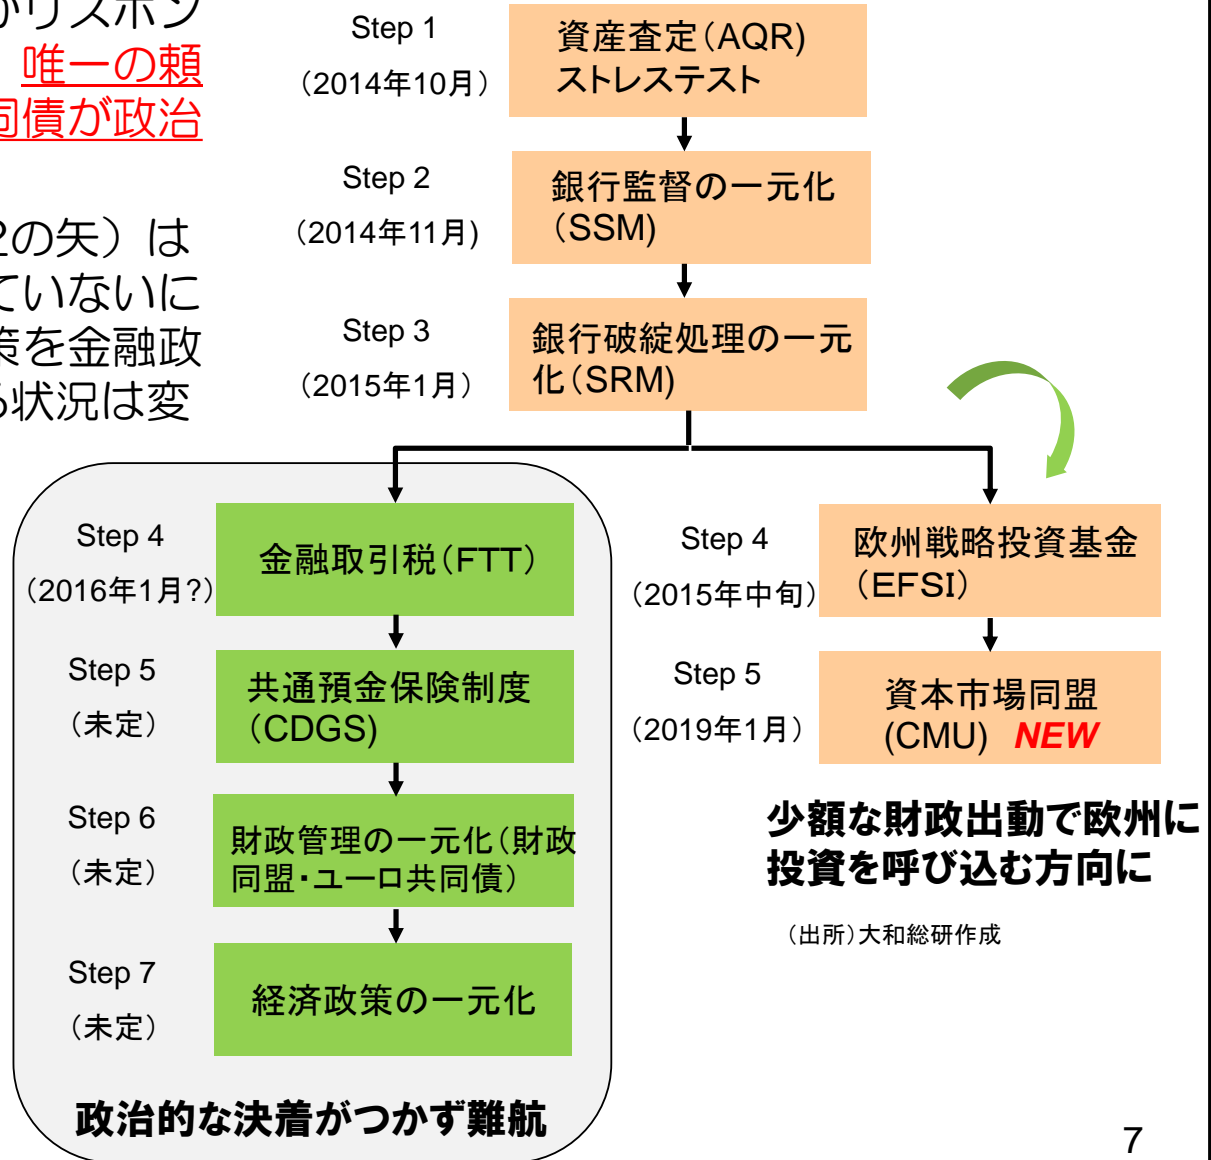 がリスポン
唯一の頼
同債が政治
2の矢）は
ていないに
策を金融政
る状況は変
Step 1
（2014年10月）
資産査定（AQR)
ストレステスト
Step 2
（2014年11月)
銀行監督の一元化
（SSM)
Step 3
（2015年1月）
銀行破綻処理の一元
化（SRM)
Step 4
（2016年1月?）
金融取引税（FTT）
Step 5
（未定）
共通預金保険制度
（CDGS)
Step 6
（未定）
財政管理の一元化（財政
同盟・ユーロ共同債）
Step 7
（未定）
経済政策の一元化
政治的な決着がつかず難航
Step 4
（2015年中旬）
欧州戦略投資基金
（EFSI）
Step 5
（2019年1月）
資本市場同盟
(CMU) NEW
少額な財政出動で欧州に
投資を呼び込む方向に
（出所）大和総研作成
7